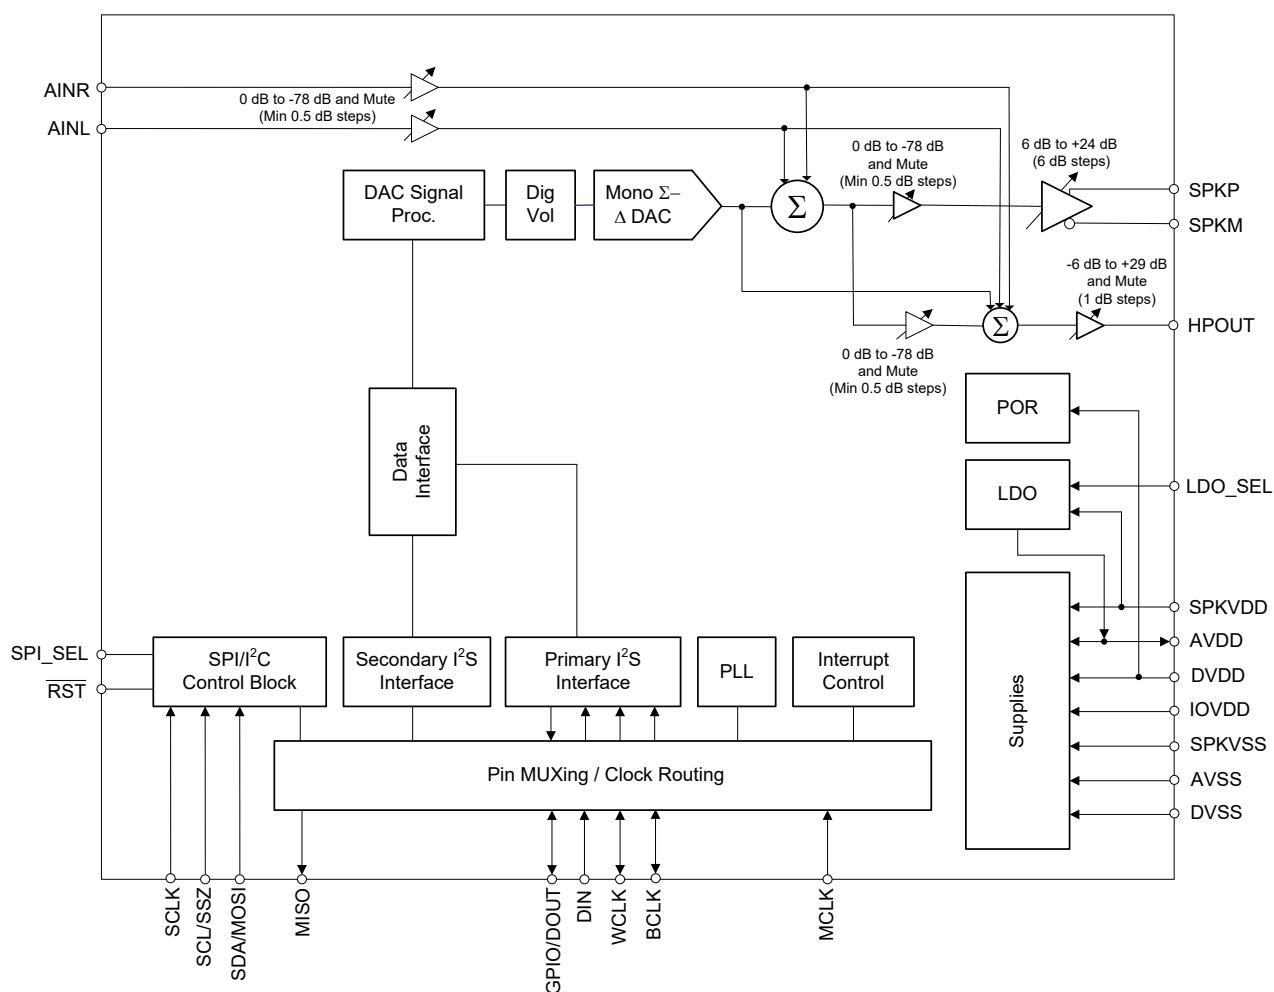 AINR
0 dB to -78 dB and Mute
(Min 0.5 dB steps)
AINL
0 dB to -78 dB
and Mute
(Min 0.5 dB steps)
6 dB to +24 dB
(6 dB steps)
DAC Signal
Proc.
Dig
Vol
Mono Σ–
Δ DAC
Σ
SPKP
SPKM
-6 dB to +29 dB
and Mute
(1 dB steps)
Σ
HPOUT
0 dB to -78 dB
and Mute
(Min 0.5 dB steps)
POR
Data
Interface
LDO
LDO_SEL
Supplies
SPKVDD
AVDD
DVDD
IOVDD
SPKVSS
AVSS
DVSS
SPI_SEL
R̅S̅T̅
SPI/I²C
Control Block
Secondary I²S
Interface
Primary I²S
Interface
PLL
Interrupt
Control
Pin MUXing / Clock Routing
SCLK
SCL/SSZ
SDA/MOSI
MISO
GPIO/DOUT
DIN
WCLK
BCLK
MCLK